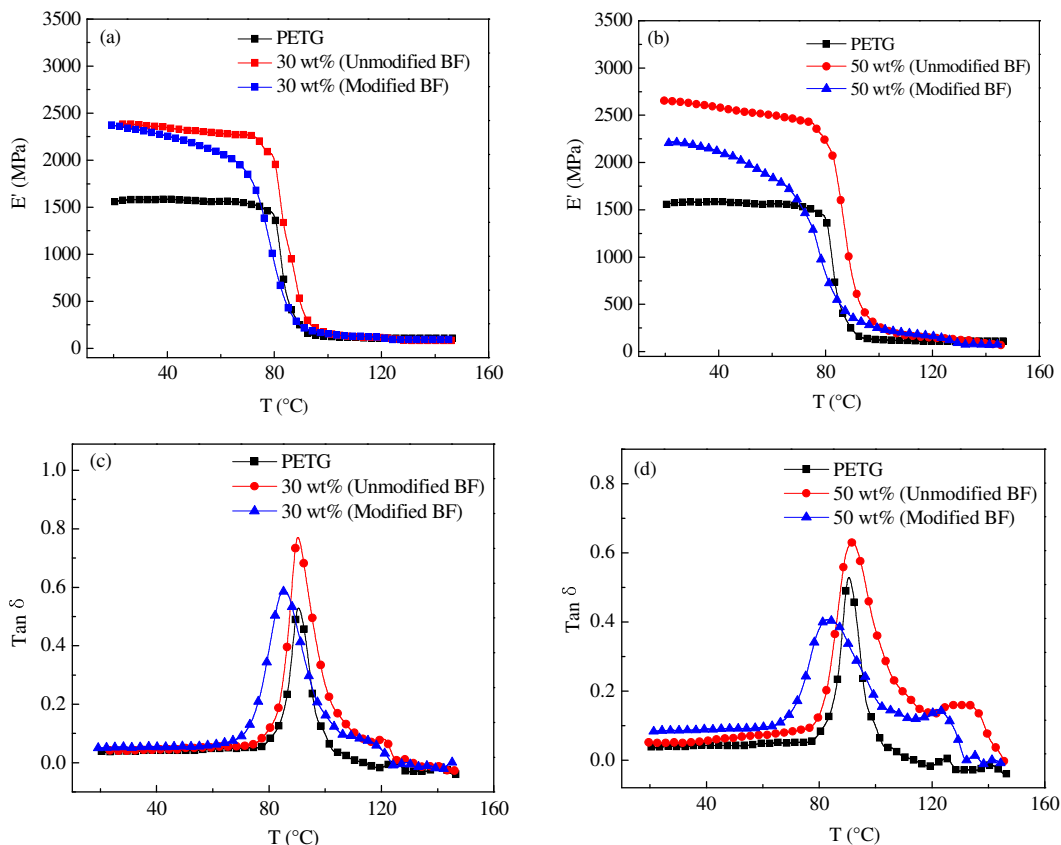 (a)
PETG
30 wt% (Unmodified BF)
30 wt% (Modified BF)
3500
3000
2500
2000
1500
1000
500
0
E' (MPa)
40
80
120
160
T (°C)
(b)
PETG
50 wt% (Unmodified BF)
50 wt% (Modified BF)
3500
3000
2500
2000
1500
1000
500
0
E' (MPa)
40
80
120
160
T (°C)
(c)
PETG
30 wt% (Unmodified BF)
30 wt% (Modified BF)
1.0
0.8
0.6
0.4
0.2
0.0
Tan δ
40
80
120
160
T (°C)
(d)
PETG
50 wt% (Unmodified BF)
50 wt% (Modified BF)
0.8
0.6
0.4
0.2
0.0
Tan δ
40
80
120
160
T (°C)